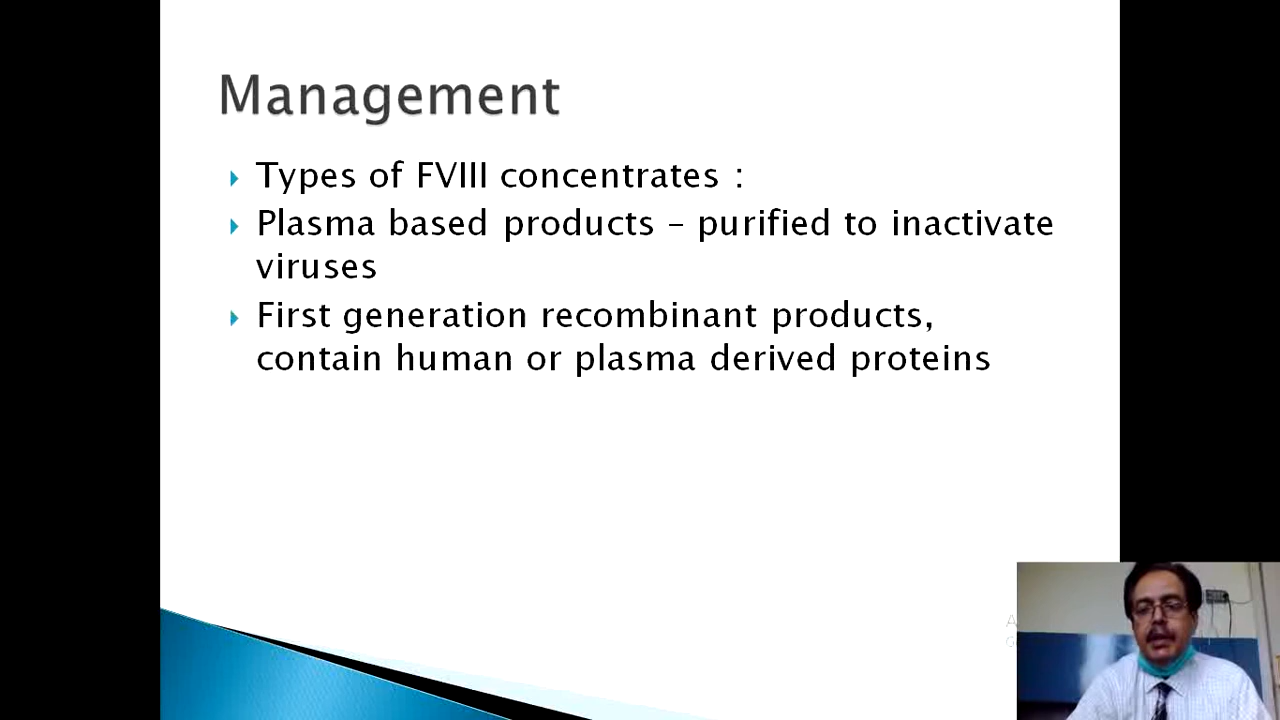 Management
Types of FVIII concentrates :
Plasma based products – purified to inactivate
viruses
First generation recombinant products,
contain human or plasma derived proteins